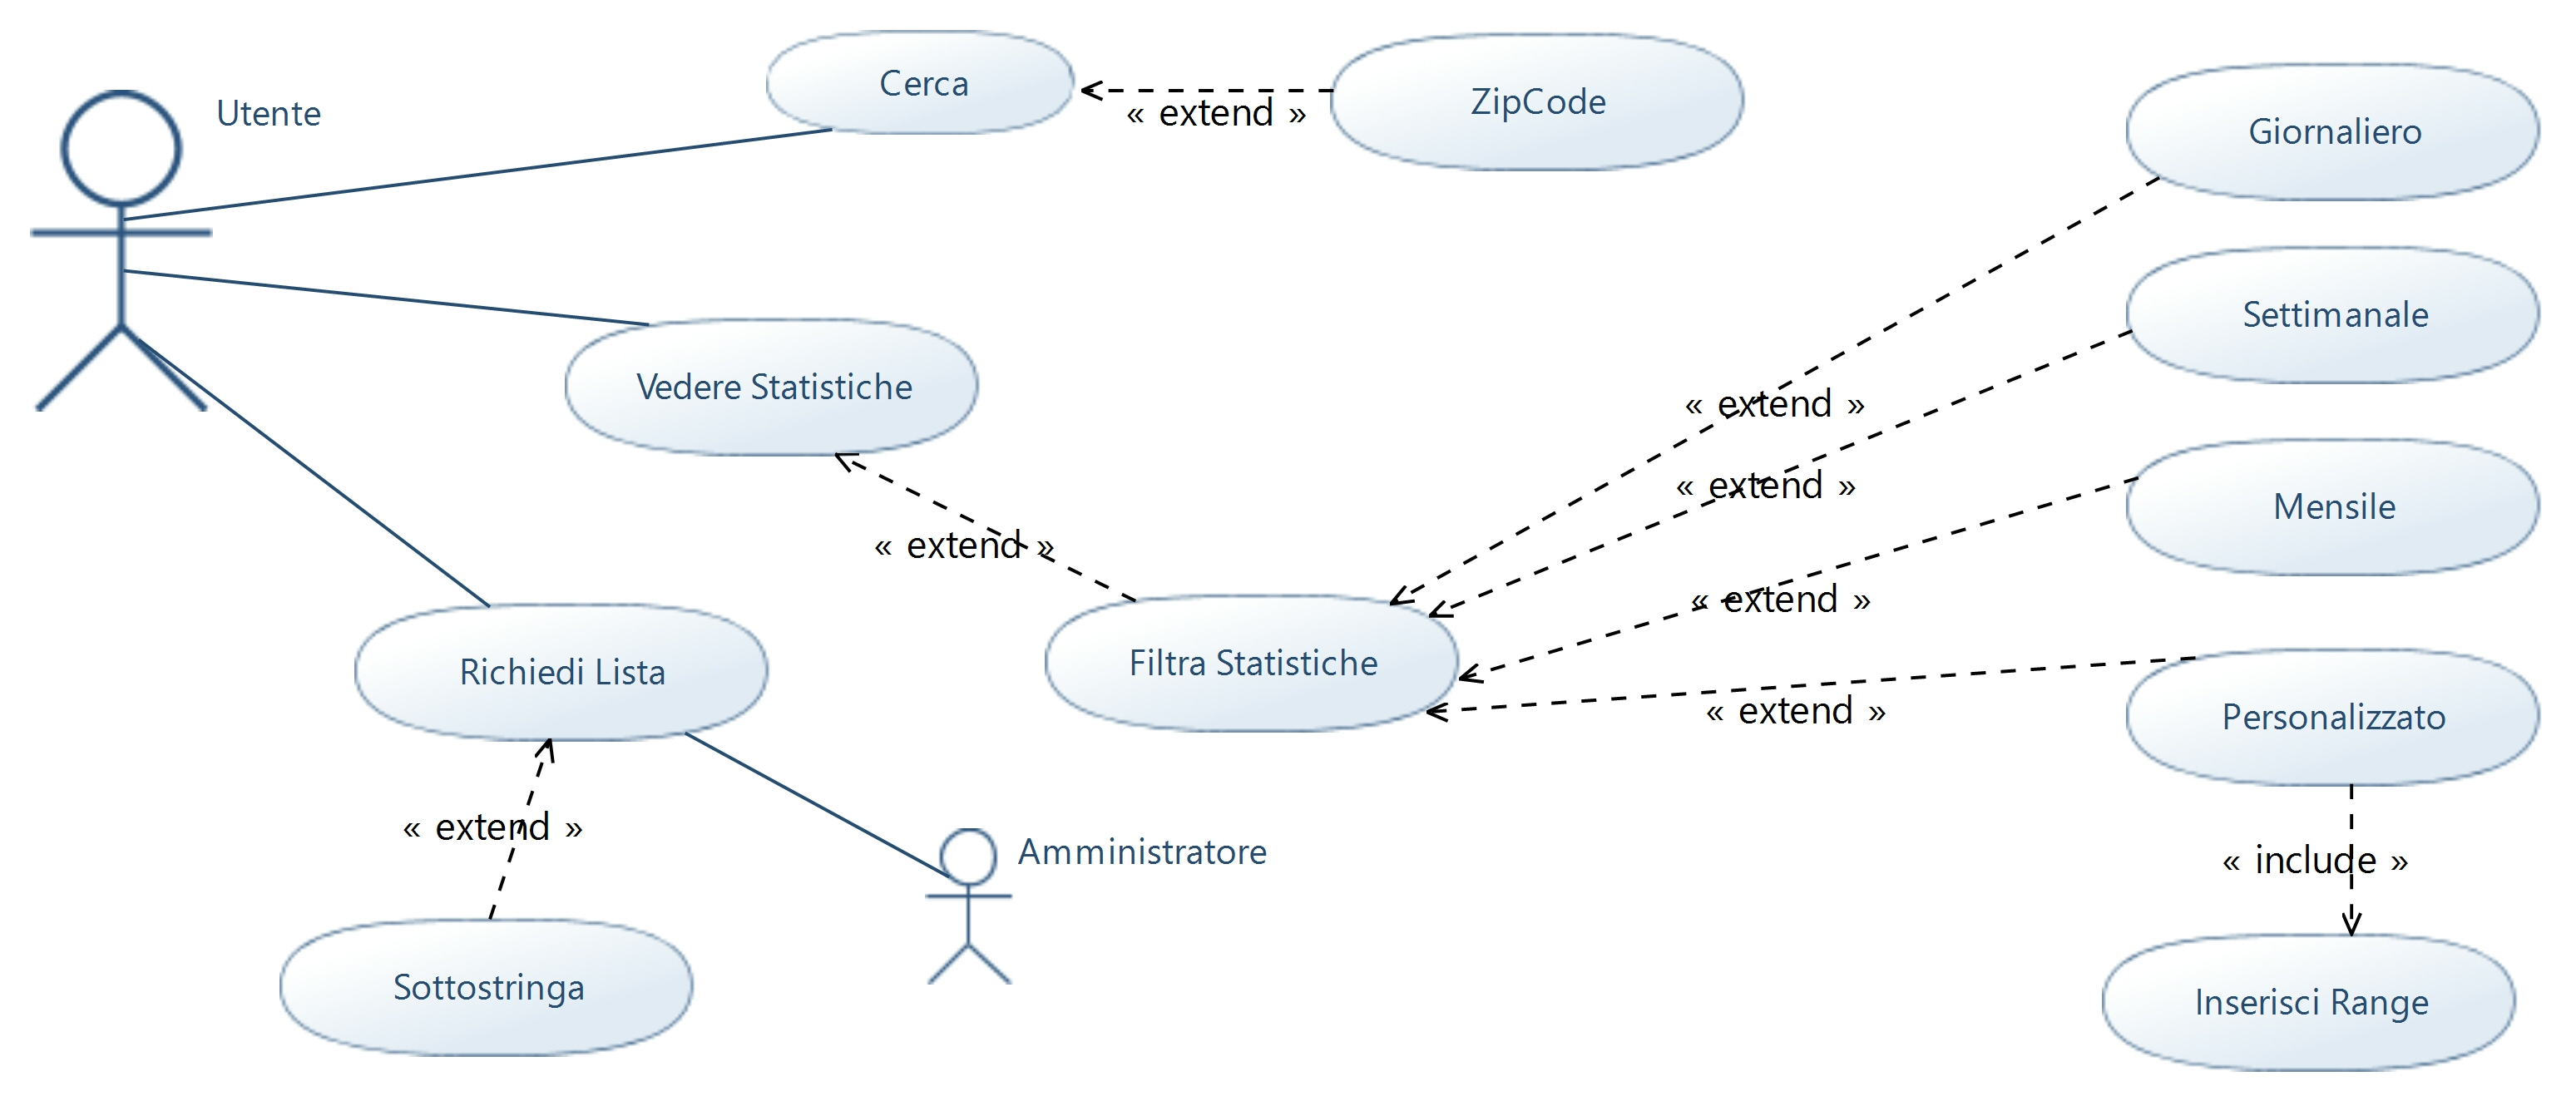 Utente
Cerca
« extend »
ZipCode
Giornaliero
Settimanale
Vedere Statistiche
« extend »
« extend »
Mensile
« extend »
« extend »
Richiedi Lista
Filtra Statistiche
« extend »
Personalizzato
« extend »
Amministratore
« include »
Sottostringa
Inserisci Range